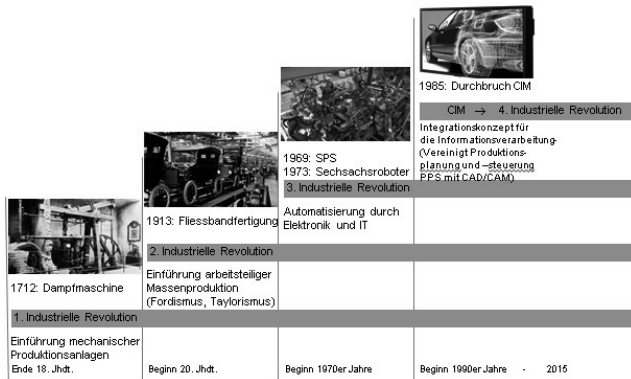 1985: Durchbruch CIM
CIM → 4. Industrielle Revolution
Integrationskonzept für
die Informationsverarbeitung-
(Vereinigt Produktions-
planung und –steuerung
PPS mit CAD/CAM)
1969: SPS
1973: Sechsachsroboter
3. Industrielle Revolution
Automatisierung durch
Elektronik und IT
1913: Fliessbandfertigung
2. Industrielle Revolution
Einführung arbeitsteiliger
Massenproduktion
(Fordismus, Taylorismus)
1712: Dampfmaschine
1. Industrielle Revolution
Einführung mechanischer
Produktionsanlagen
Ende 18. Jhdt.
Beginn 20. Jhdt.
Beginn 1970er Jahre
Beginn 1990er Jahre - 2015